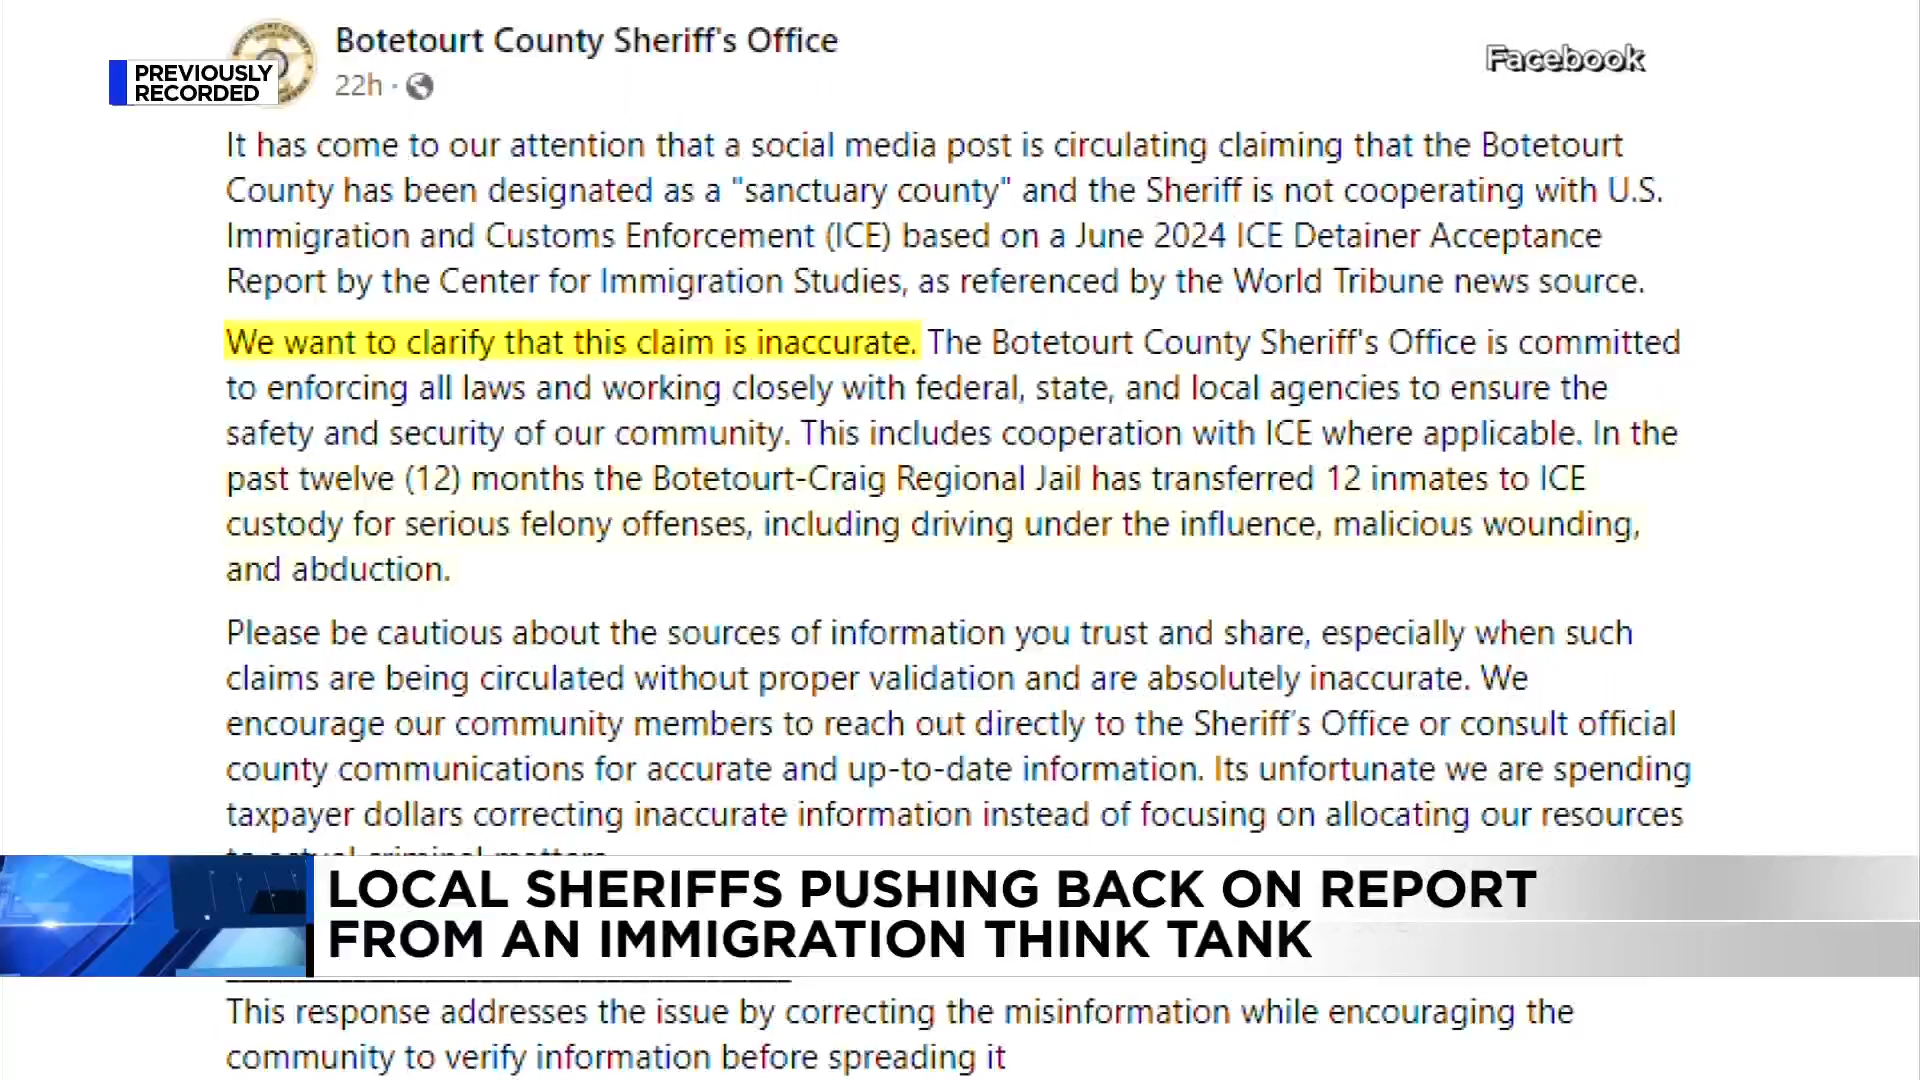 Botetourt County Sheriff's Office
Facebook
PREVIOUSLY
RECORDED
22h ·
It has come to our attention that a social media post is circulating claiming that the Botetourt
County has been designated as a "sanctuary county" and the Sheriff is not cooperating with U.S.
Immigration and Customs Enforcement (ICE) based on a June 2024 ICE Detainer Acceptance
Report by the Center for Immigration Studies, as referenced by the World Tribune news source.
We want to clarify that this claim is inaccurate. The Botetourt County Sheriff's Office is committed
to enforcing all laws and working closely with federal, state, and local agencies to ensure the
safety and security of our community. This includes cooperation with ICE where applicable. In the
past twelve (12) months the Botetourt-Craig Regional Jail has transferred 12 inmates to ICE
custody for serious felony offenses, including driving under the influence, malicious wounding,
and abduction.
Please be cautious about the sources of information you trust and share, especially when such
claims are being circulated without proper validation and are absolutely inaccurate. We
encourage our community members to reach out directly to the Sheriff's Office or consult official
county communications for accurate and up-to-date information. Its unfortunate we are spending
taxpayer dollars correcting inaccurate information instead of focusing on allocating our resources
to actual criminal matters.
LOCAL SHERIFFS PUSHING BACK ON REPORT
FROM AN IMMIGRATION THINK TANK
This response addresses the issue by correcting the misinformation while encouraging the
community to verify information before spreading it